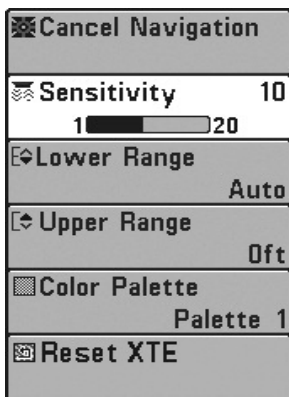 Cancel Navigation
Sensitivity 10
1 20
Lower Range
Auto
Upper Range
0ft
Color Palette
Palette 1
Reset XTE